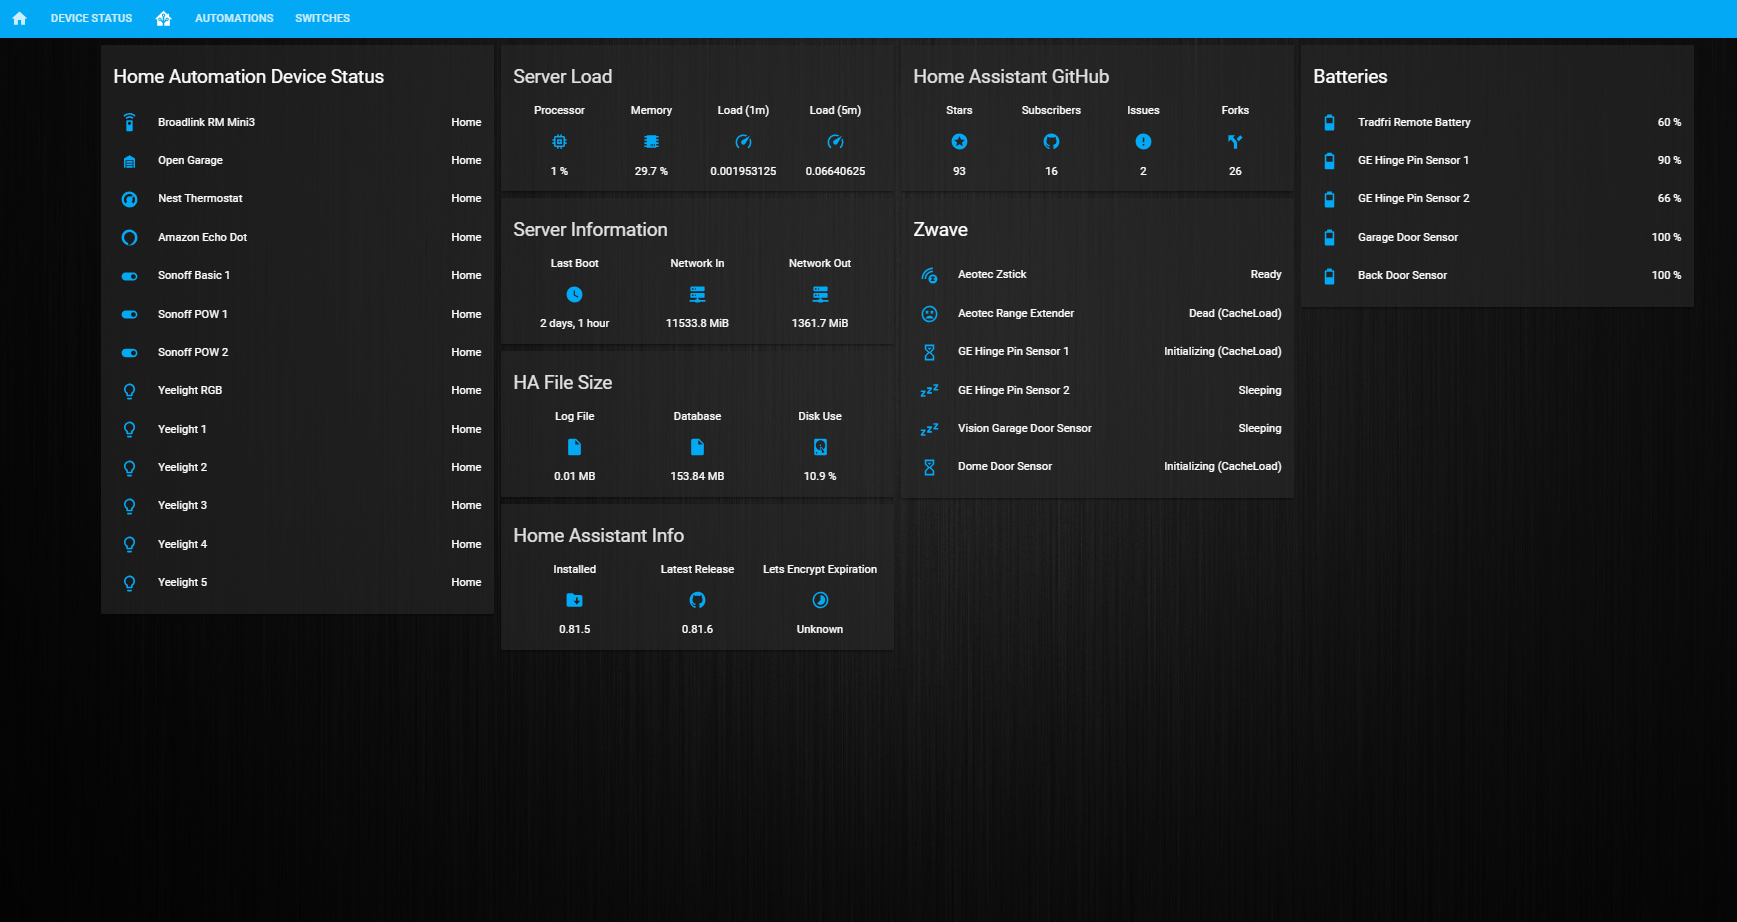 DEVICE STATUS AUTOMATIONS SWITCHES
Home Automation Device Status
Broadlink RM Mini3 Home
Open Garage Home
Nest Thermostat Home
Amazon Echo Dot Home
Sonoff Basic 1 Home
Sonoff POW 1 Home
Sonoff POW 2 Home
Yeelight RGB Home
Yeelight 1 Home
Yeelight 2 Home
Yeelight 3 Home
Yeelight 4 Home
Yeelight 5 Home
Server Load
Processor Memory Load (1m) Load (5m)
1 % 29.7 % 0.001953125 0.06640625
Server Information
Last Boot Network In Network Out
2 days, 1 hour 11533.8 MiB 1361.7 MiB
HA File Size
Log File Database Disk Use
0.01 MB 153.84 MB 10.9 %
Home Assistant Info
Installed Latest Release Lets Encrypt Expiration
0.81.5 0.81.6 Unknown
Home Assistant GitHub
Stars Subscribers Issues Forks
93 16 2 26
Zwave
Aeotec Zstick Ready
Aeotec Range Extender Dead (CacheLoad)
GE Hinge Pin Sensor 1 Initializing (CacheLoad)
GE Hinge Pin Sensor 2 Sleeping
Vision Garage Door Sensor Sleeping
Dome Door Sensor Initializing (CacheLoad)
Batteries
Tradfri Remote Battery 60 %
GE Hinge Pin Sensor 1 90 %
GE Hinge Pin Sensor 2 66 %
Garage Door Sensor 100 %
Back Door Sensor 100 %